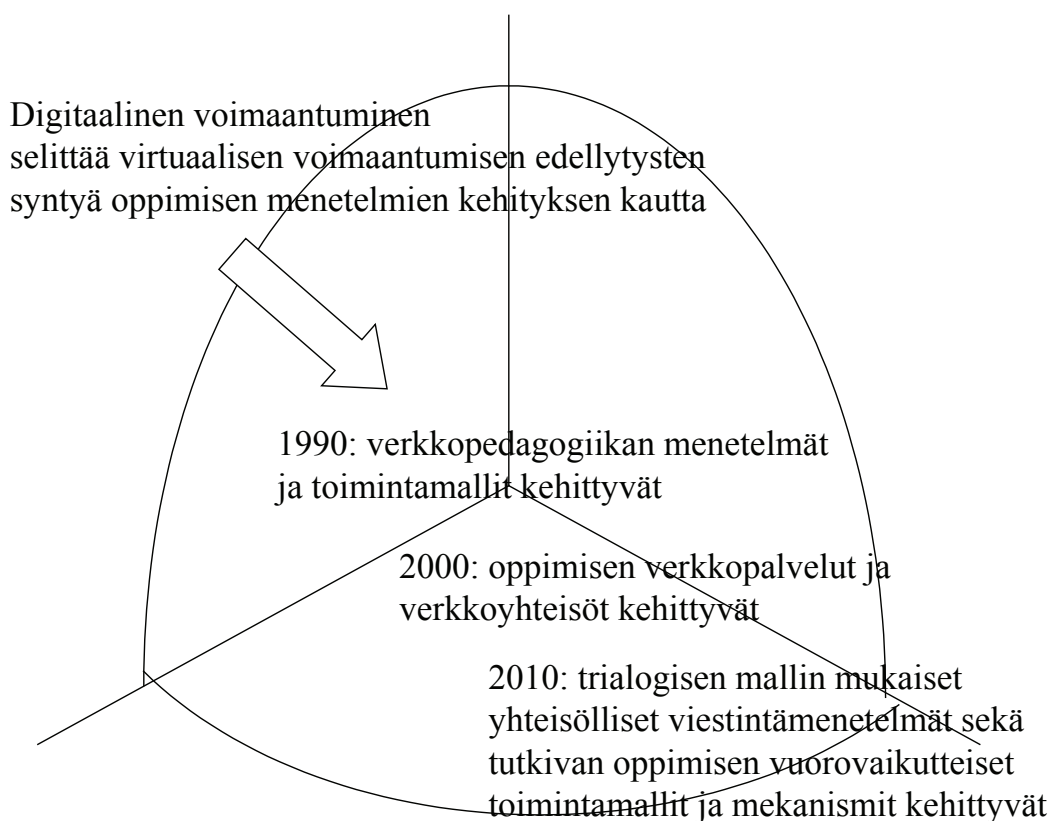 Digitaalinen voimaantuminen
selittää virtuaalisen voimaantumisen edellytysten
syntyä oppimisen menetelmien kehityksen kautta
1990: verkkopedagogiikan menetelmät
ja toimintamallit kehittyvät
2000: oppimisen verkkopalvelut ja
verkkoyhteisöt kehittyvät
2010: trialogisen mallin mukaiset
yhteisölliset viestintämenetelmät sekä
tutkivan oppimisen vuorovaikutteiset
toimintamallit ja mekanismit kehittyvät